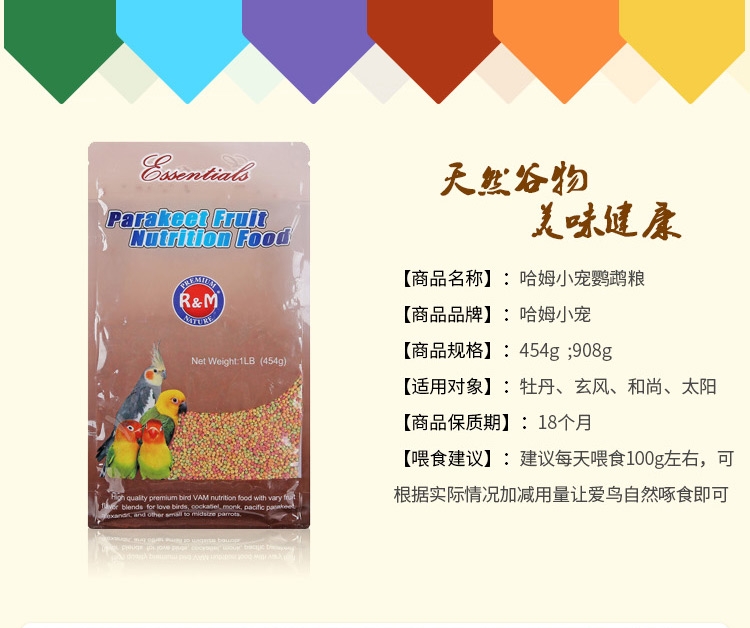 Essentials
Parakeet Fruit
Nutrition Food
PREMIUM
R&M
NATURE
Net Weight:1LB (454g)
High quality premium bird VAM nutrition food with vary fruit
flavor blends for love birds, cockatiel, monk, pacific parakeet,
alexandri, and other small to midsize parrots.
天然谷物
美味健康
【商品名称】：哈姆小宠鹦鹉粮
【商品品牌】：哈姆小宠
【商品规格】：454g ;908g
【适用对象】：牡丹、玄风、和尚、太阳
【商品保质期】：18个月
【喂食建议】：建议每天喂食100g左右，可
根据实际情况加减用量让爱鸟自然啄食即可